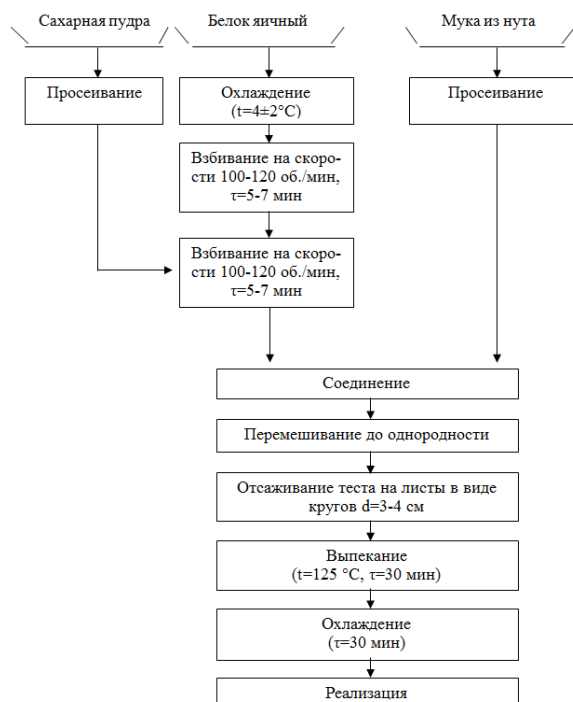 Сахарная пудра
Белок яичный
Мука из нута
Просеивание
Охлаждение
(t=4±2°C)
Просеивание
Взбивание на скоро-
сти 100-120 об./мин,
τ=5-7 мин
Взбивание на скоро-
сти 100-120 об./мин,
τ=5-7 мин
Соединение
Перемешивание до однородности
Отсаживание теста на листы в виде
кругов d=3-4 см
Выпекание
(t=125 °C, τ=30 мин)
Охлаждение
(τ=30 мин)
Реализация